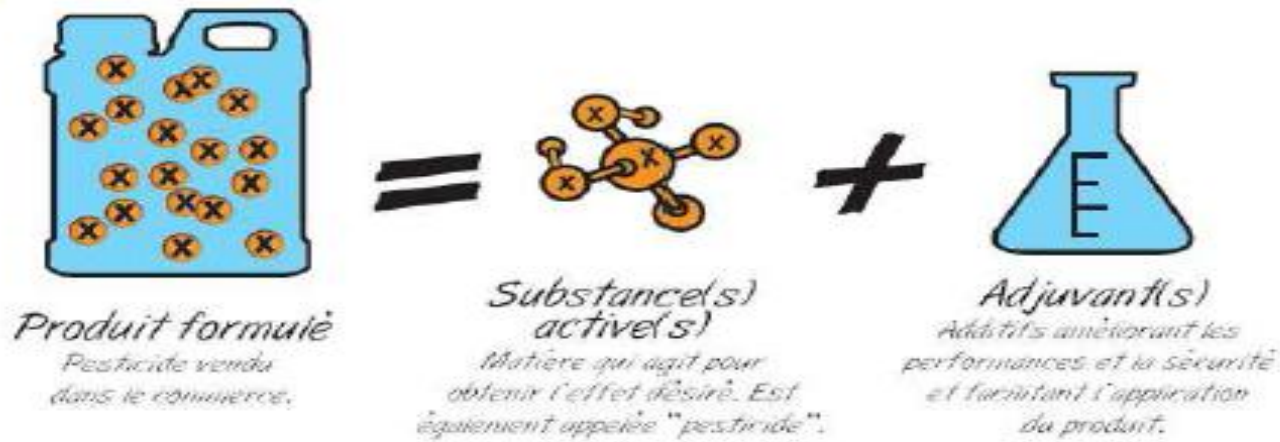 Produit formulé
Pesticide vendu
dans le commerce.
Substance(s)
active(s)
Matière qui agit pour
obtenir l'effet désiré. Est
également appelée "pesticide".
Adjuvant(s)
Additifs améliorant les
performances et la sécurité
et facilitant l'application
du produit.